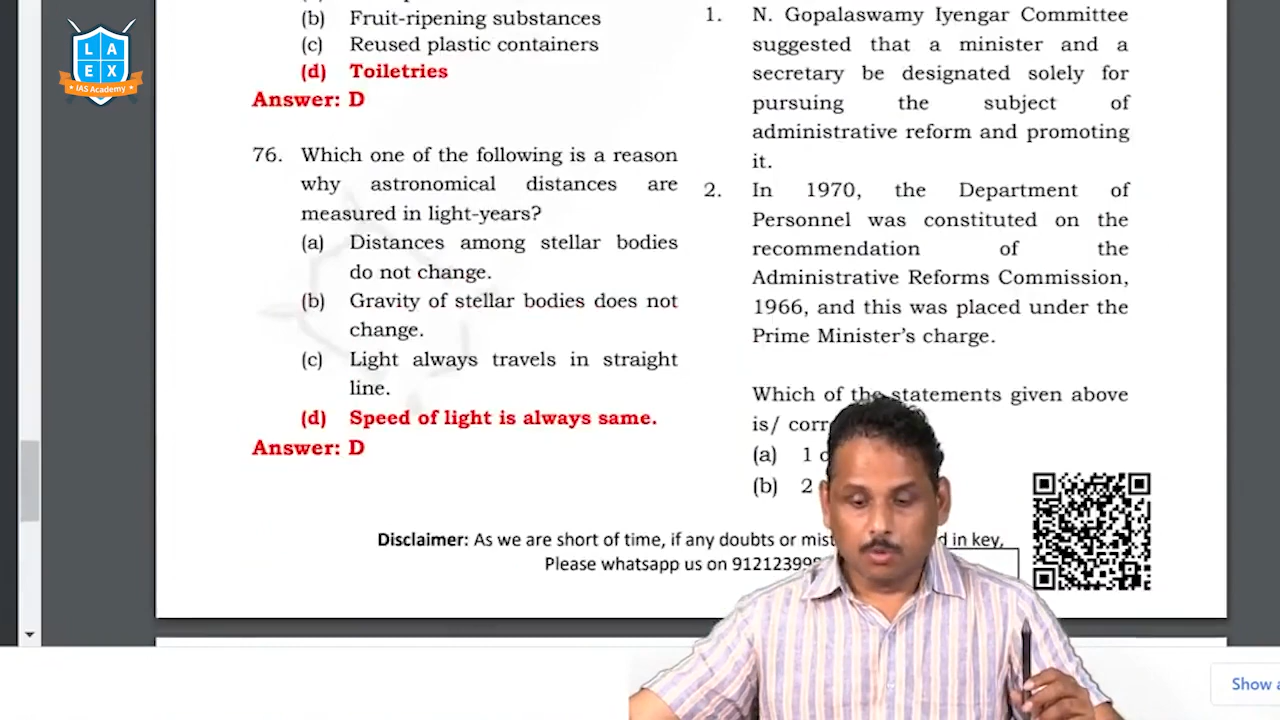 L A
E X
IAS Academy
(b) Fruit-ripening substances
(c) Reused plastic containers
(d) Toiletries
Answer: D
76. Which one of the following is a reason
why astronomical distances are
measured in light-years?
(a) Distances among stellar bodies
do not change.
(b) Gravity of stellar bodies does not
change.
(c) Light always travels in straight
line.
(d) Speed of light is always same.
Answer: D
1. N. Gopalaswamy Iyengar Committee
suggested that a minister and a
secretary be designated solely for
pursuing the subject of
administrative reform and promoting
it.
2. In 1970, the Department of
Personnel was constituted on the
recommendation of the
Administrative Reforms Commission,
1966, and this was placed under the
Prime Minister's charge.
Which of the statements given above
is/
(a) 1
(b) 2
Disclaimer: As we are short of time, if any doubts or in key,
Please whatsapp us on
Show